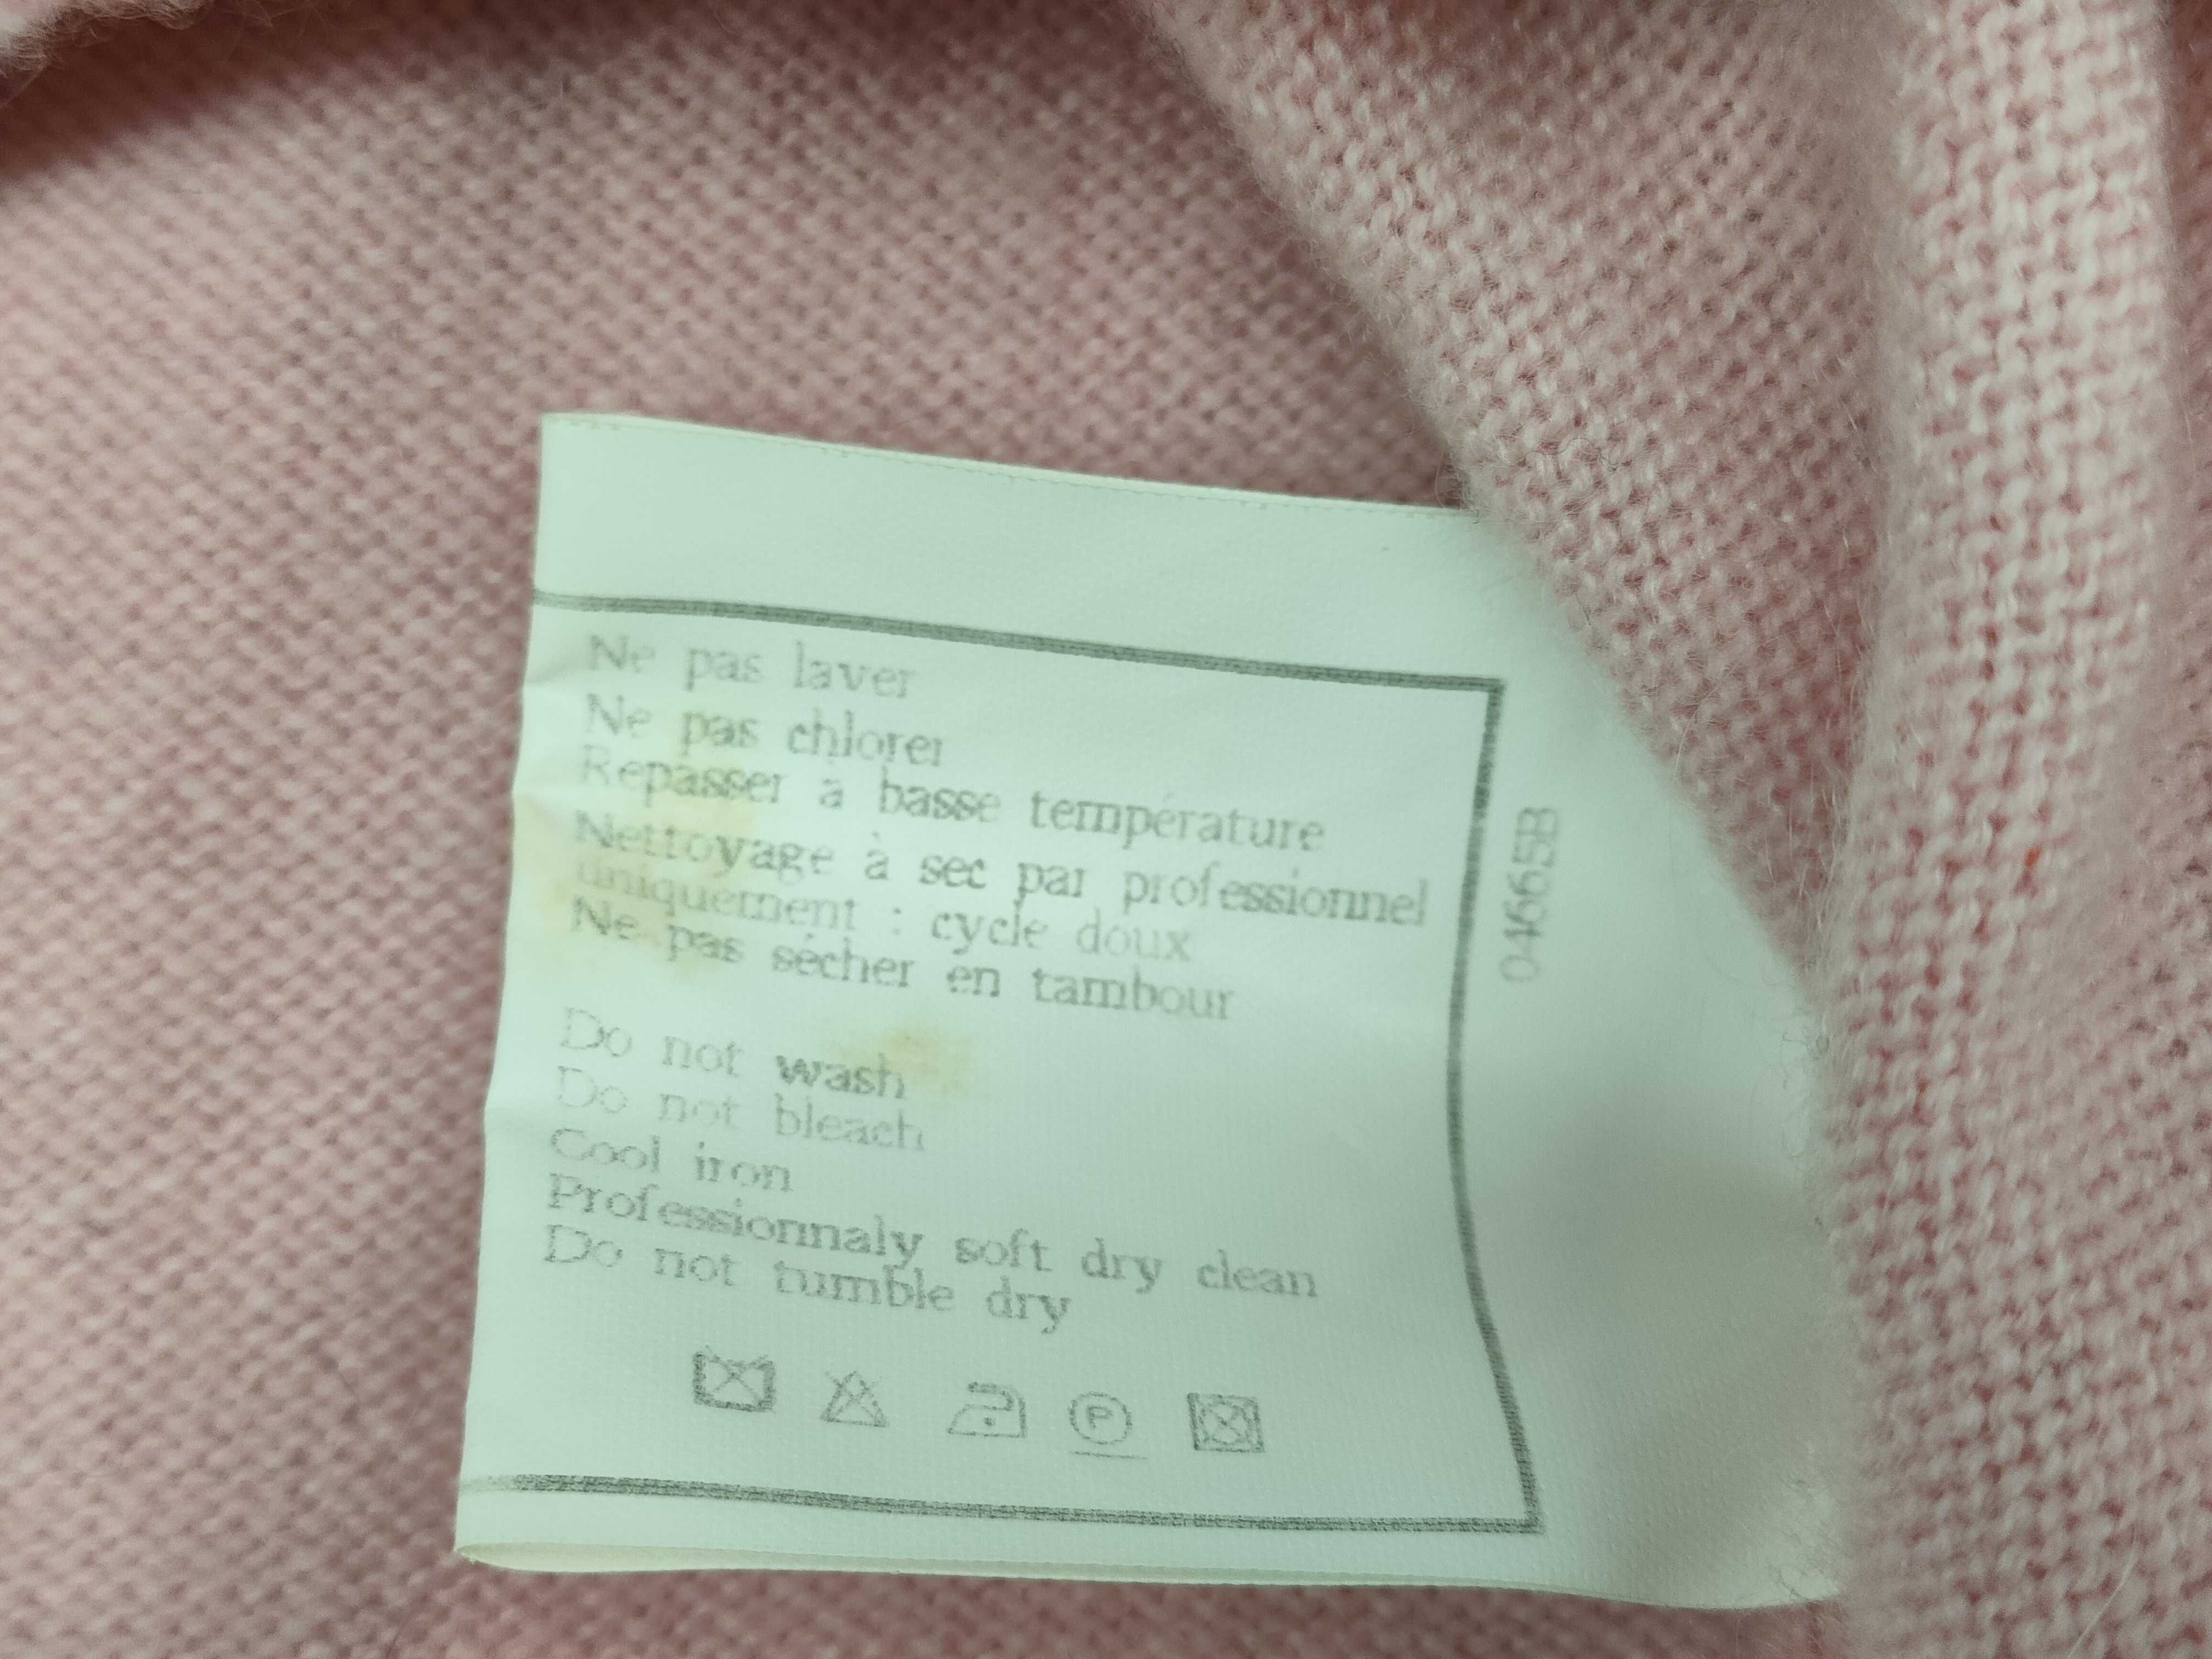 Ne pas laver
Ne pas chlorer
Repasser à basse température
Nettoyage à sec par professionnel
uniquement : cycle doux
Ne pas sécher en tambour
Do not wash
Do not bleach
Cool iron
Professionnaly soft dry clean
Do not tumble dry
P
04665B